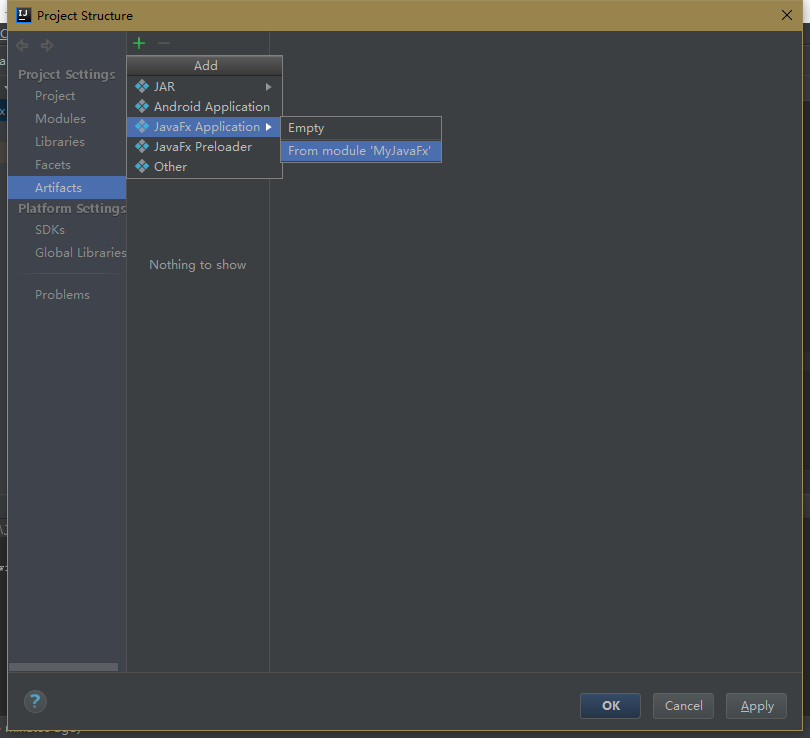 IJ
Project Structure
Project Settings
Project
Modules
Libraries
Facets
Artifacts
Platform Settings
SDKs
Global Libraries
Problems
Add
JAR
Android Application
JavaFx Application
JavaFx Preloader
Other
Empty
From module 'MyJavaFx'
Nothing to show
?
OK
Cancel
Apply